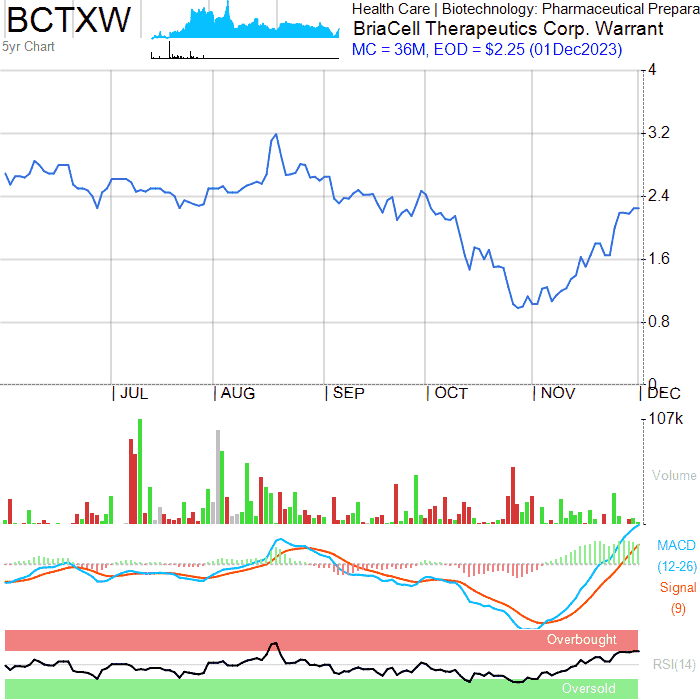 BCTXW
5yr Chart
Health Care | Biotechnology: Pharmaceutical Prepara
BriaCell Therapeutics Corp. Warrant
MC = 36M, EOD = $2.25 (01Dec2023)
4
3.2
2.4
1.6
0.8
0
JUL AUG SEP OCT NOV DEC
107k
Volume
MACD
(12-26)
Signal
(9)
Overbought
RSI(14)
Oversold